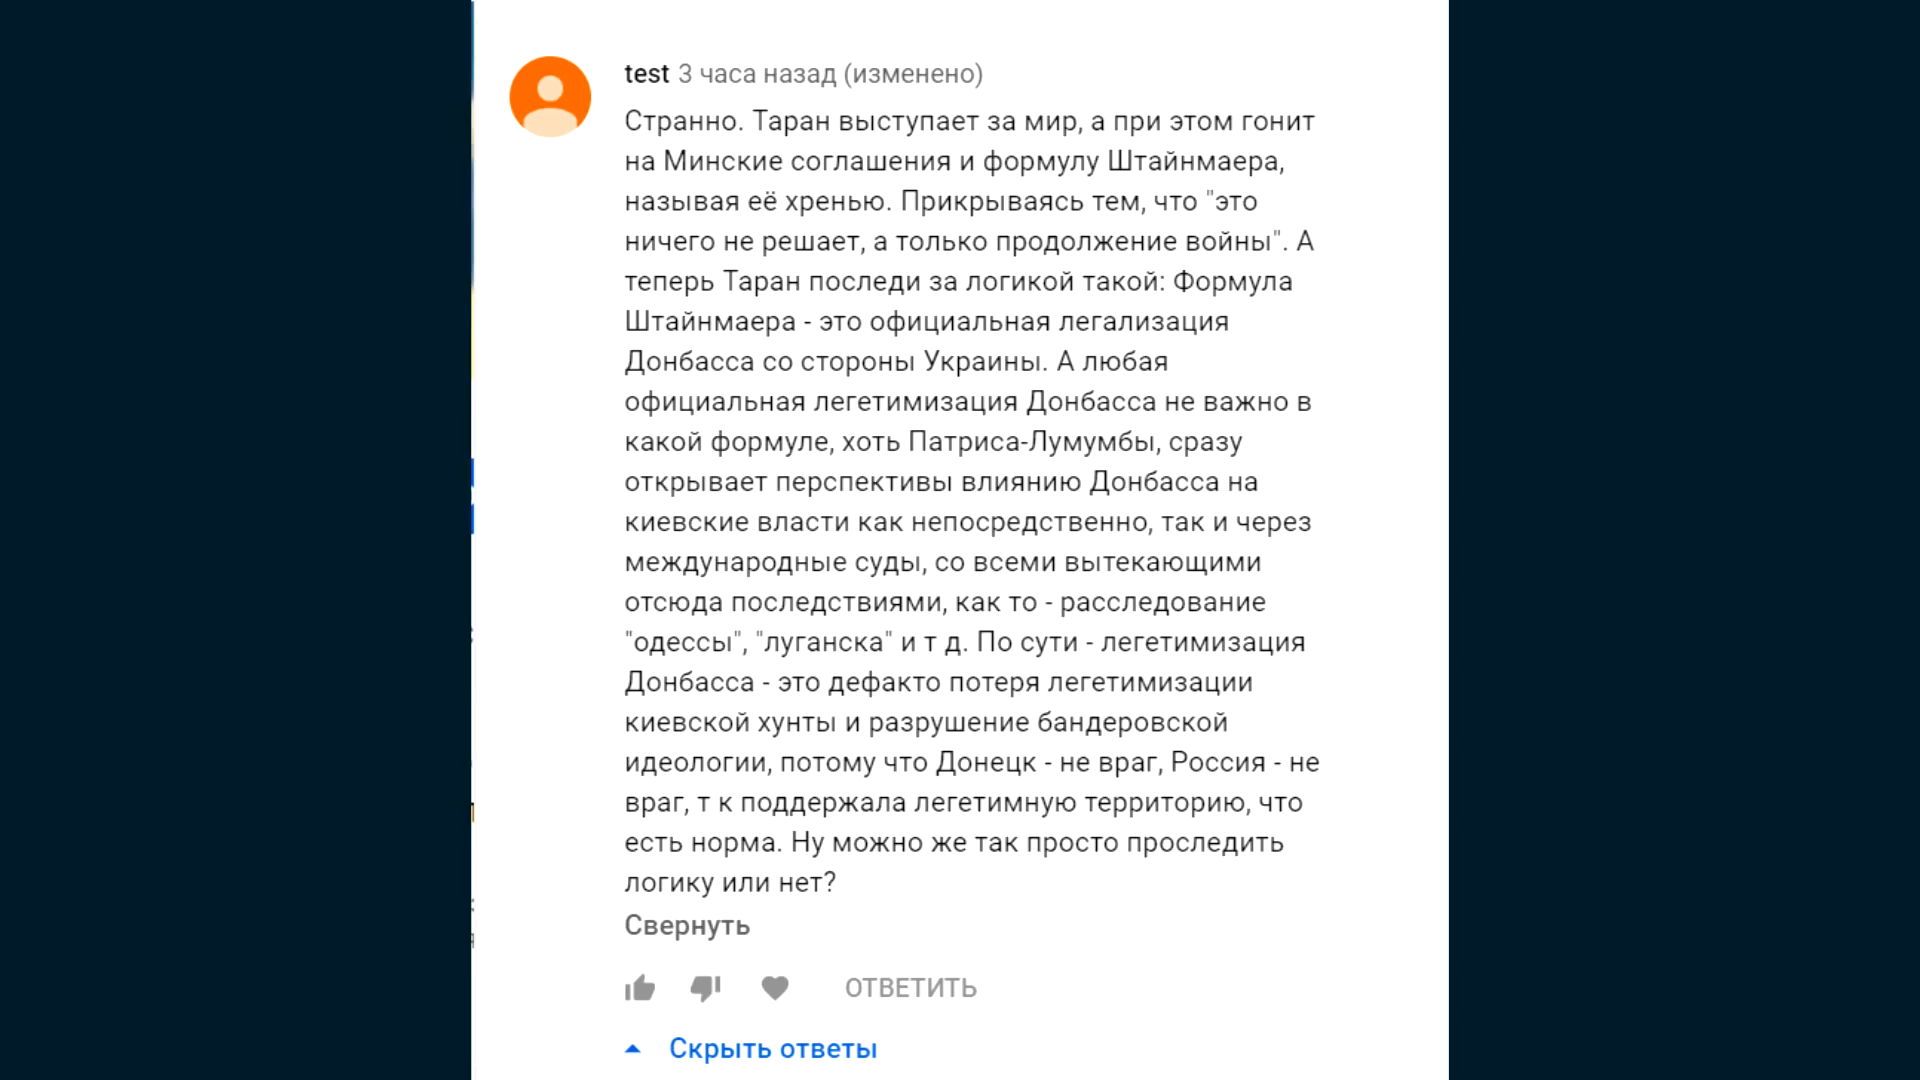 test 3 часа назад (изменено)
Странно. Таран выступает за мир, а при этом гонит
на Минские соглашения и формулу Штайнмаера,
называя её хренью. Прикрываясь тем, что "это
ничего не решает, а только продолжение войны". А
теперь Таран последи за логикой такой: Формула
Штайнмаера - это официальная легализация
Донбасса со стороны Украины. А любая
официальная легетимизация Донбасса не важно в
какой формуле, хоть Патриса-Лумумбы, сразу
открывает перспективы влиянию Донбасса на
киевские власти как непосредственно, так и через
международные суды, со всеми вытекающими
отсюда последствиями, как то - расследование
"одессы", "луганска" и т д. По сути - легетимизация
Донбасса - это дефакто потеря легетимизации
киевской хунты и разрушение бандеровской
идеологии, потому что Донецк - не враг, Россия - не
враг, т к поддержала легетимную территорию, что
есть норма. Ну можно же так просто проследить
логику или нет?
Свернуть
ОТВЕТИТЬ
Скрыть ответы